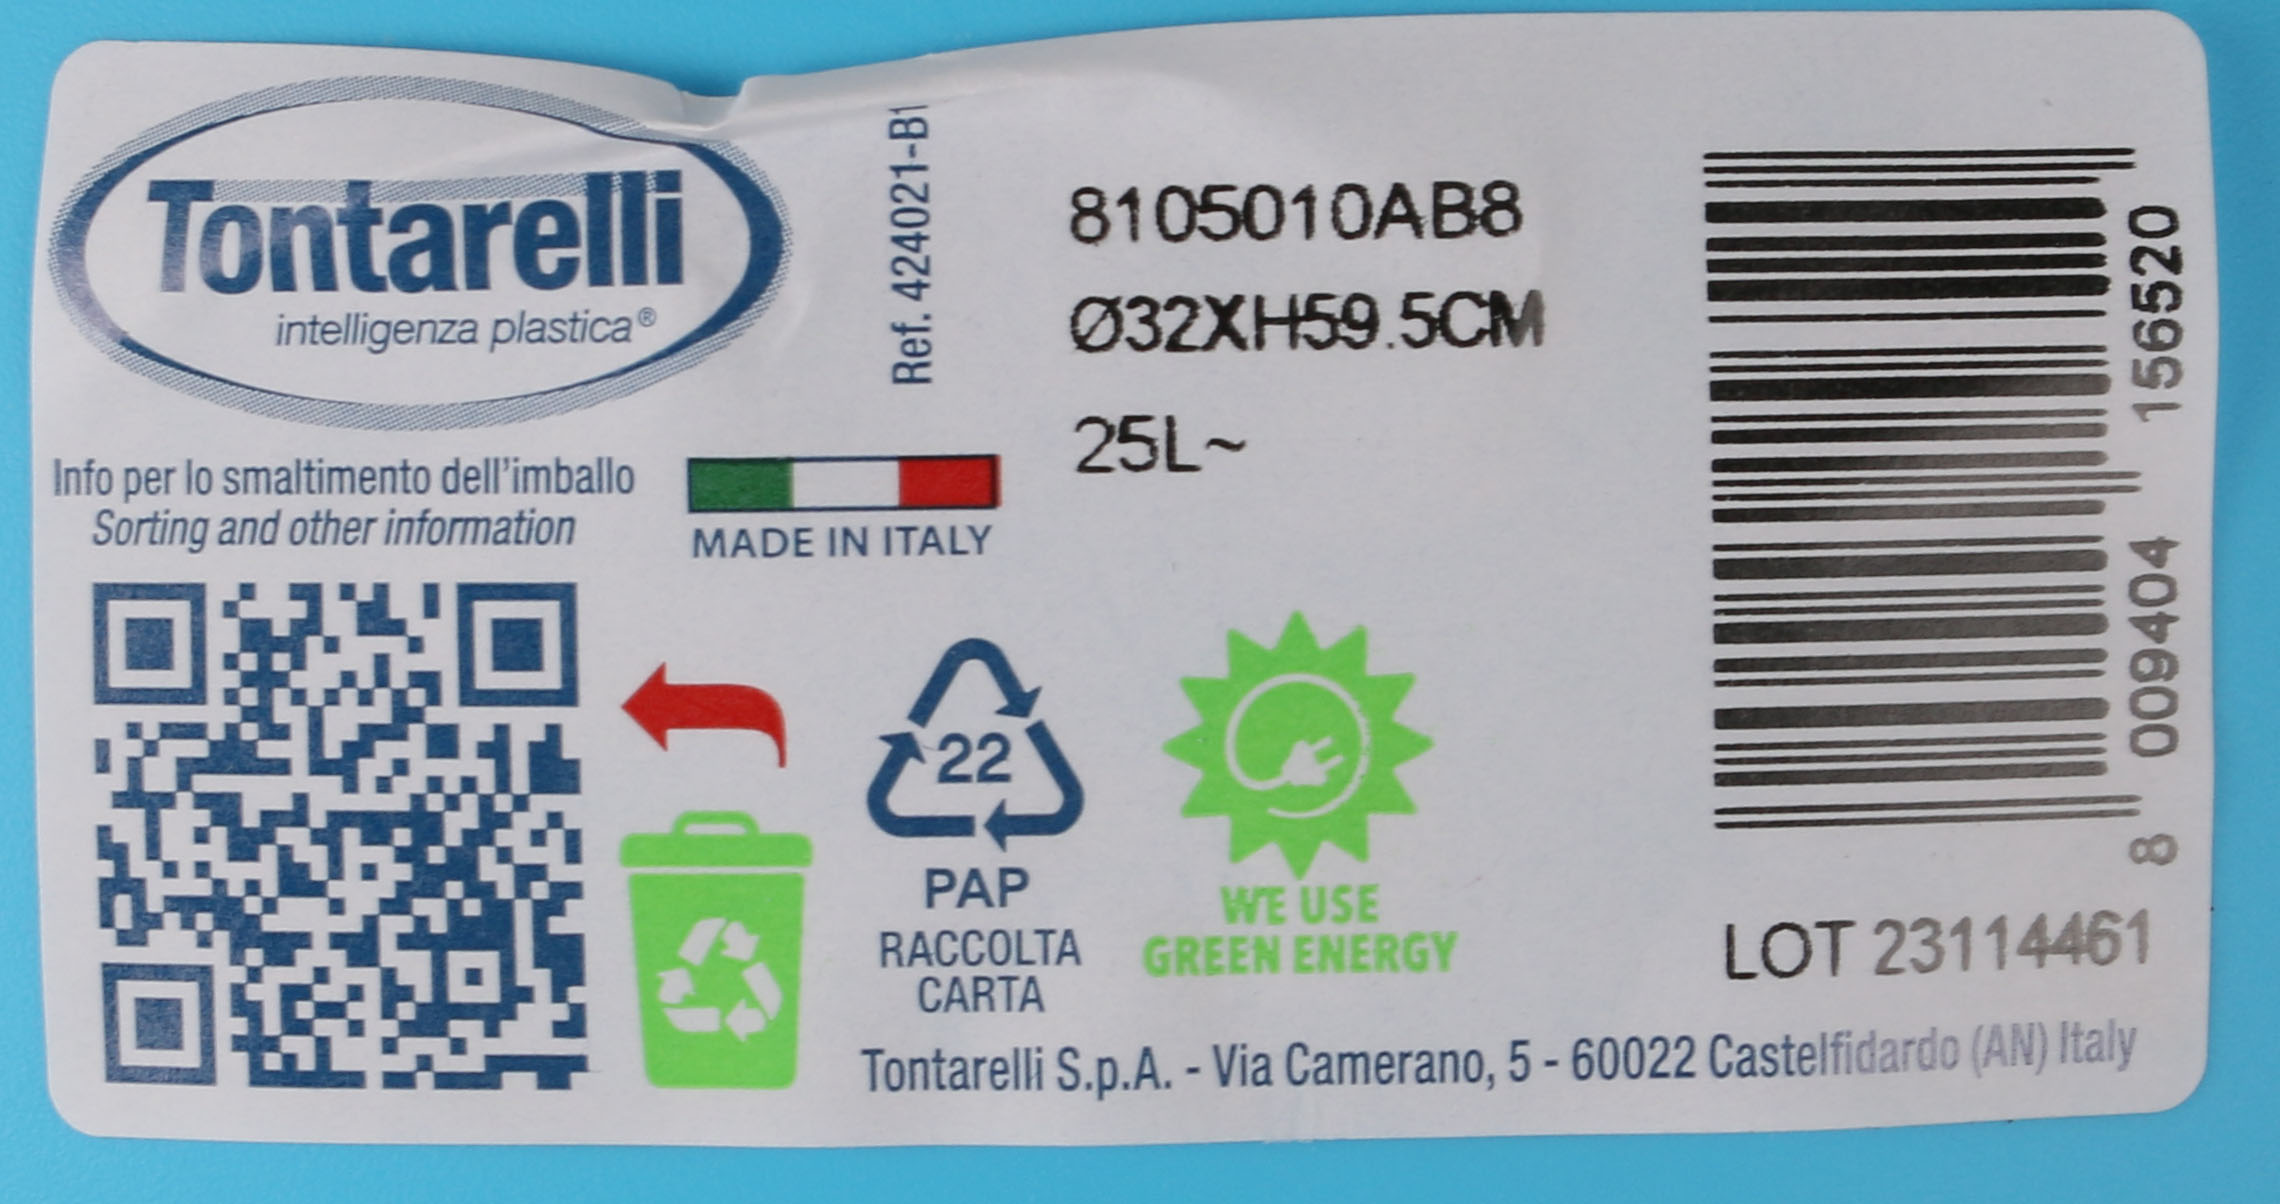 Tontarelli
intelligenza plastica®
Ref. 424021-B1
8105010AB8
Ø32XH59.5CM
25L~
Info per lo smaltimento dell'imballo
Sorting and other information
MADE IN ITALY
22
PAP
RACCOLTA
CARTA
WE USE
GREEN ENERGY
8 009404 156520
LOT 23114461
Tontarelli S.p.A. - Via Camerano, 5 - 60022 Castelfidardo (AN) Italy